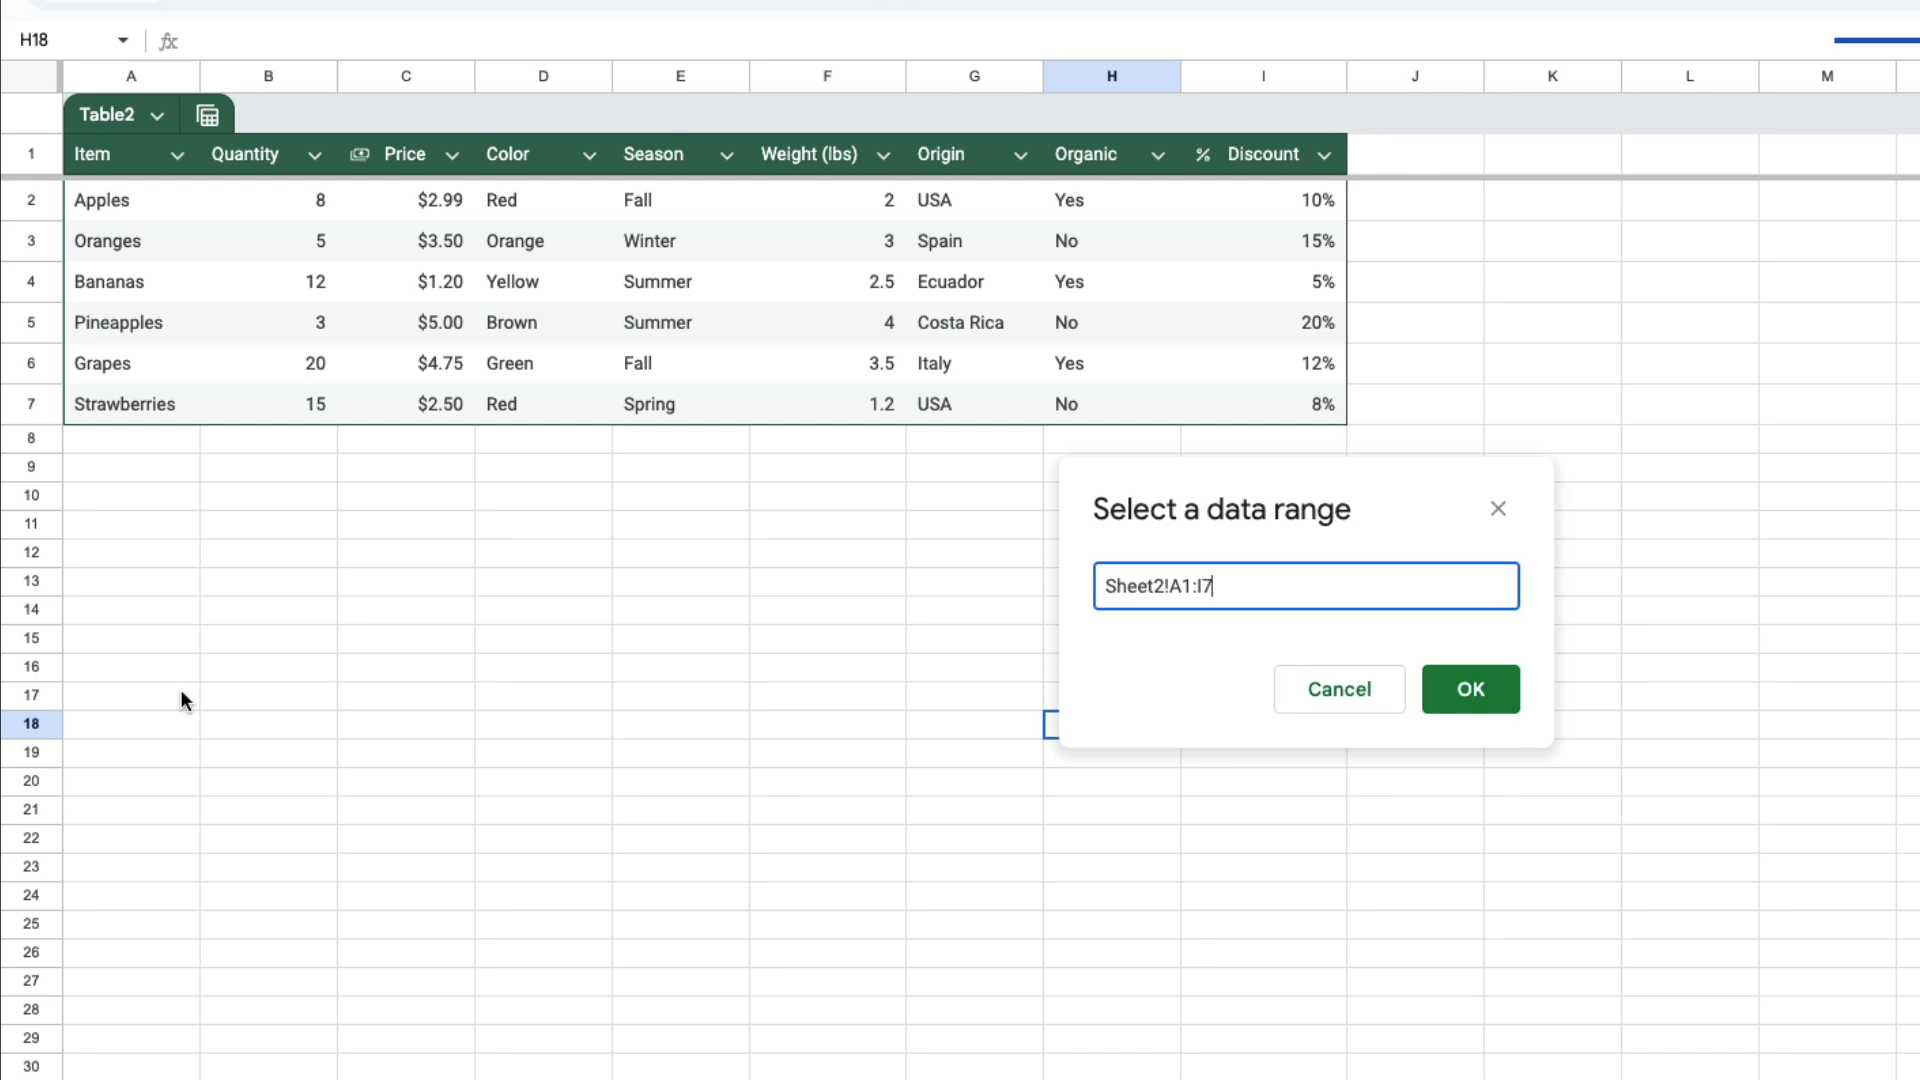 H18 fx
A B C D E F G H I J K L M
Table2
1 Item Quantity Price Color Season Weight (lbs) Origin Organic % Discount
2 Apples 8 $2.99 Red Fall 2 USA Yes 10%
3 Oranges 5 $3.50 Orange Winter 3 Spain No 15%
4 Bananas 12 $1.20 Yellow Summer 2.5 Ecuador Yes 5%
5 Pineapples 3 $5.00 Brown Summer 4 Costa Rica No 20%
6 Grapes 20 $4.75 Green Fall 3.5 Italy Yes 12%
7 Strawberries 15 $2.50 Red Spring 1.2 USA No 8%
8
9
10
11
12
13
14
15
16
17
18
19
20
21
22
23
24
25
26
27
28
29
30
Select a data range
Sheet2!A1:I7
Cancel OK